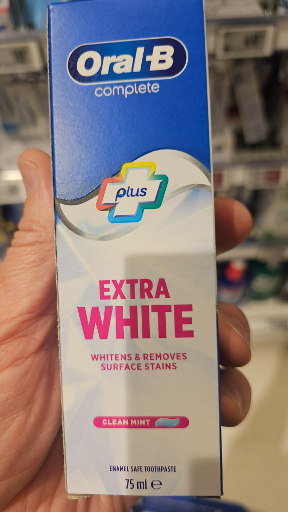 Oral-B
complete
plus
EXTRA
WHITE
WHITENS & REMOVES
SURFACE STAINS
CLEAN MINT
ENAMEL SAFE TOOTHPASTE
75 ml e